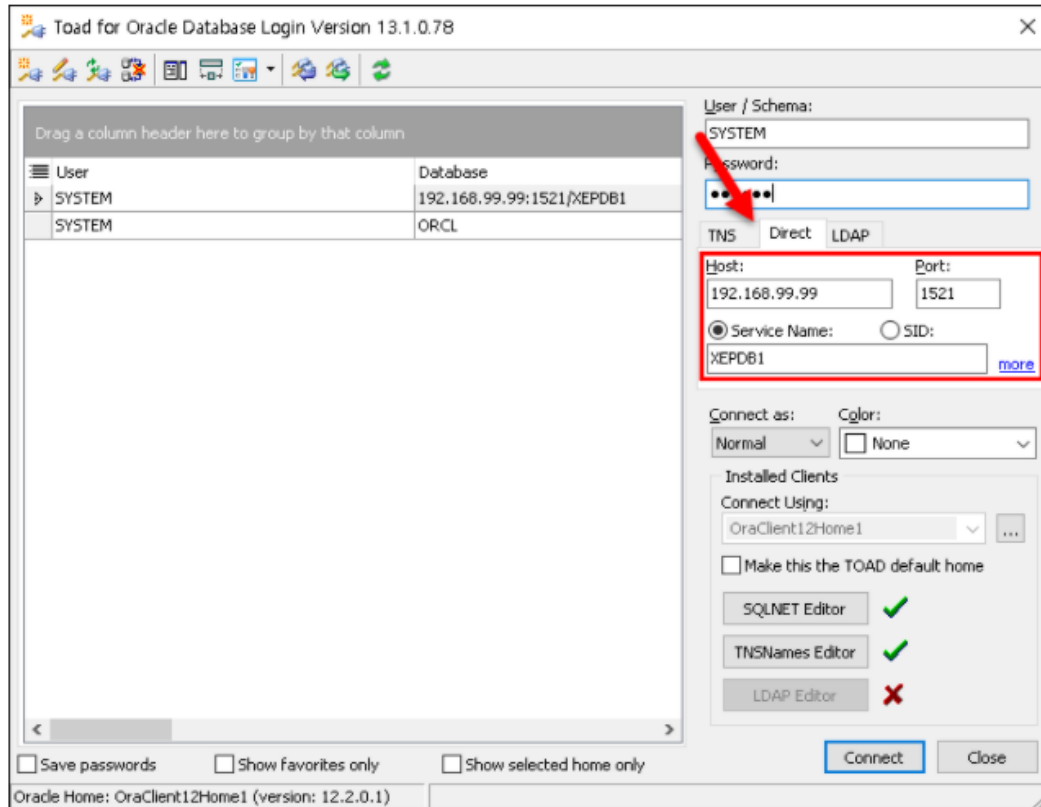 Toad for Oracle Database Login Version 13.1.0.78
User / Schema:
SYSTEM
Password:
Drag a column header here to group by that column
User Database
SYSTEM 192.168.99.99:1521/XEPDB1
SYSTEM ORCL
TNS Direct LDAP
Host: Port:
192.168.99.99 1521
Service Name: SID:
XEPDB1
more
Connect as: Color:
Normal None
Installed Clients
Connect Using:
OraClient12Home1 ...
Make this the TOAD default home
SQLNET Editor
TNSNames Editor
LDAP Editor
Connect Close
Save passwords Show favorites only Show selected home only
Oracle Home: OraClient12Home1 (version: 12.2.0.1)